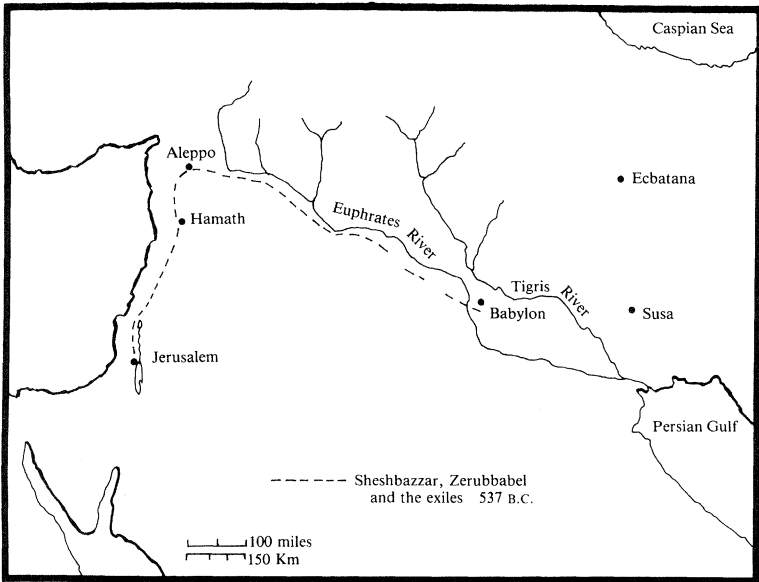 Caspian Sea
Aleppo
Ecbatana
Hamath
Euphrates River
Tigris River
Babylon
Susa
Jerusalem
Persian Gulf
Sheshbazzar, Zerubbabel
and the exiles 537 B.C.
100 miles
150 Km